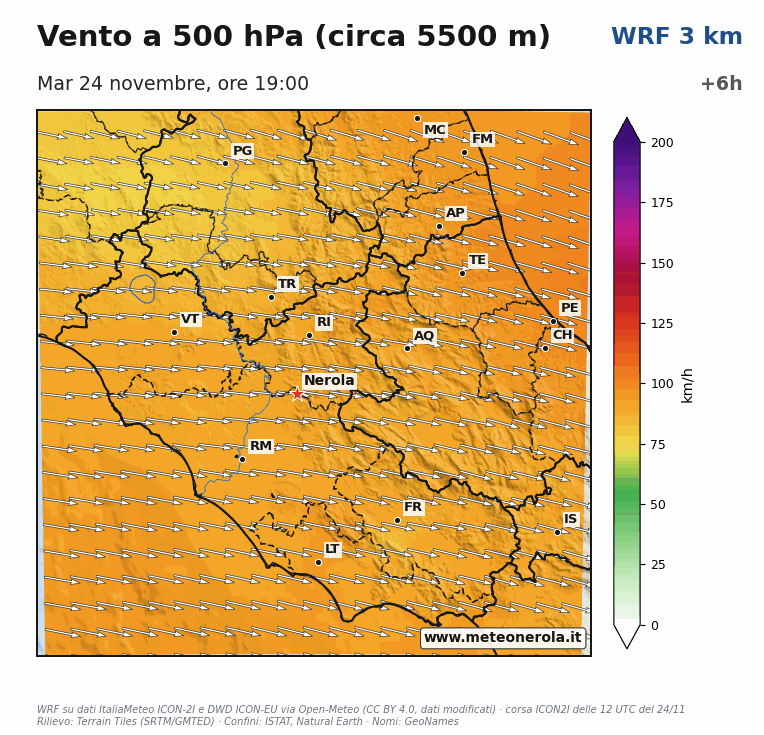 Vento a 500 hPa (circa 5500 m)
WRF 3 km
Mar 24 novembre, ore 19:00
+6h
MC
FM
PG
AP
TE
TR
PE
VT
RI
CH
AQ
Nerola
RM
FR
IS
LT
www.meteonerola.it
200
175
150
125
100
75
50
25
0
km/h
WRF su dati ItaliaMeteo ICON-2I e DWD ICON-EU via Open-Meteo (CC BY 4.0, dati modificati) · corsa ICON2I delle 12 UTC del 24/11
Rilievo: Terrain Tiles (SRTM/GMTED) · Confini: ISTAT, Natural Earth · Nomi: GeoNames